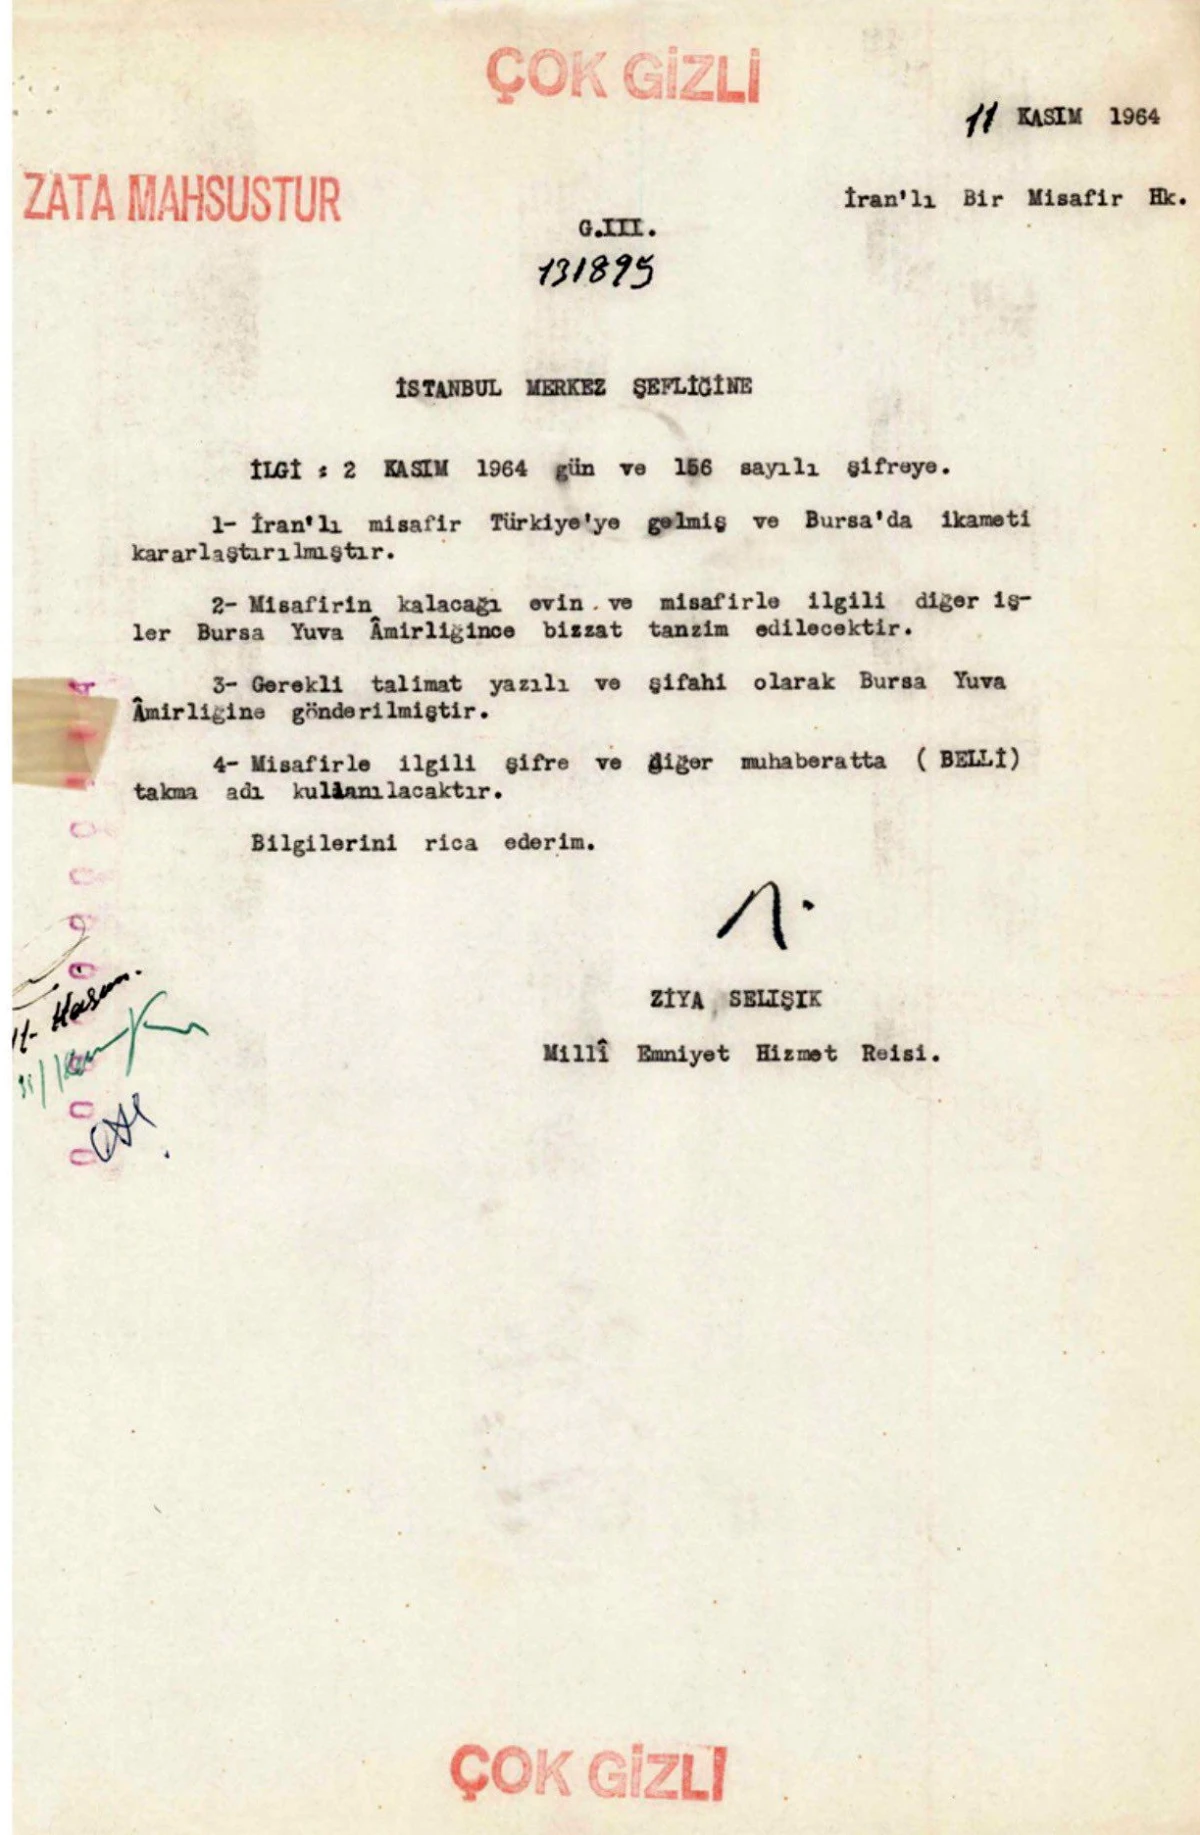 ÇOK GİZLİ
11 KASIM 1964
ZATA MAHSUSTUR
İran'lı Bir Misafir Hk.
G.III.
131895
İSTANBUL MERKEZ ŞEFLİĞİNE
İLGİ : 2 KASIM 1964 gün ve 156 sayılı şifreye.
1- İran'lı misafir Türkiye'ye gelmiş ve Bursa'da ikameti
kararlaştırılmıştır.
2- Misafirin kalacağı evin ve misafirle ilgili diğer iş-
ler Bursa Yuva Âmirliğince bizzat tanzim edilecektir.
3- Gerekli talimat yazılı ve şifahi olarak Bursa Yuva
Âmirliğine gönderilmiştir.
4- Misafirle ilgili şifre ve diğer muhaberatta ( BELLİ)
takma adı kullanılacaktır.
Bilgilerini rica ederim.
ZİYA SELIŞIK
Millî Emniyet Hizmet Reisi.
ÇOK GİZLİ